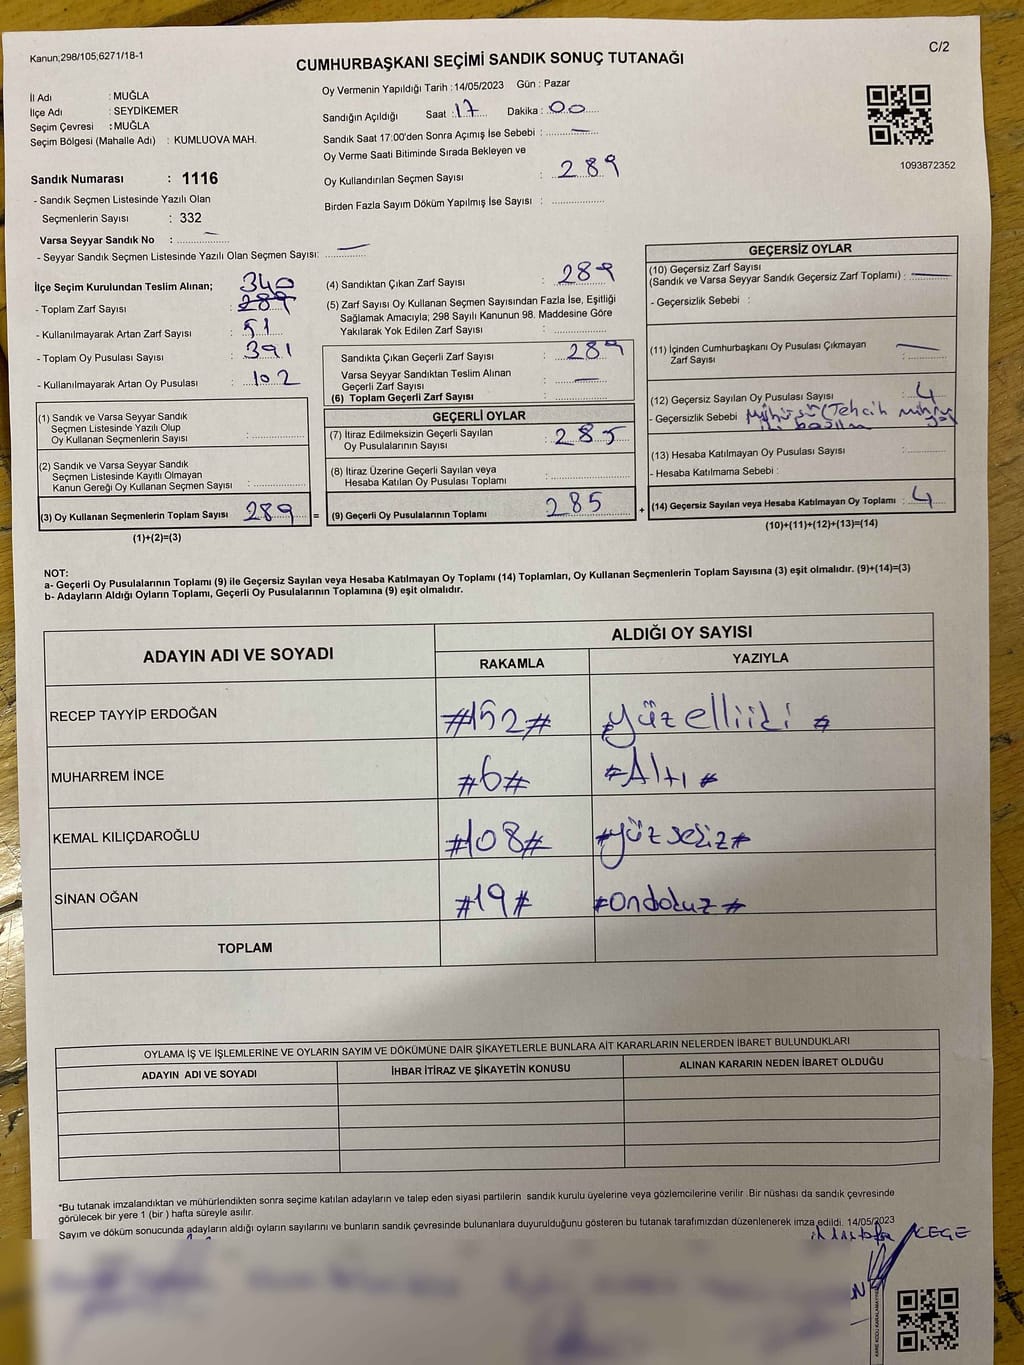 Kanun;298/105,6271/18-1
C/2
CUMHURBAŞKANI SEÇİMİ SANDIK SONUÇ TUTANAĞI
İl Adı : MUĞLA
İlçe Adı : SEYDİKEMER
Seçim Çevresi : MUĞLA
Seçim Bölgesi (Mahalle Adı) : KUMLUOVA MAH.
Oy Vermenin Yapıldığı Tarih : 14/05/2023 Gün : Pazar
Sandığın Açıldığı Saat : 17 Dakika : 00
Sandık Saat 17:00'den Sonra Açımış İse Sebebi : —
Oy Verme Saati Bitiminde Sırada Bekleyen ve
Oy Kullandırılan Seçmen Sayısı : 289
Birden Fazla Sayım Döküm Yapılmış İse Sayısı :
1093872352
Sandık Numarası : 1116
- Sandık Seçmen Listesinde Yazılı Olan
Seçmenlerin Sayısı : 332
Varsa Seyyar Sandık No : —
- Seyyar Sandık Seçmen Listesinde Yazılı Olan Seçmen Sayısı: —
İlçe Seçim Kurulundan Teslim Alınan; 340
- Toplam Zarf Sayısı : 289
- Kullanılmayarak Artan Zarf Sayısı : 51
- Toplam Oy Pusulası Sayısı : 391
- Kullanılmayarak Artan Oy Pusulası : 102
(1) Sandık ve Varsa Seyyar Sandık
Seçmen Listesinde Yazılı Olup
Oy Kullanan Seçmenlerin Sayısı :
(2) Sandık ve Varsa Seyyar Sandık
Seçmen Listesinde Kayıtlı Olmayan
Kanun Gereği Oy Kullanan Seçmen Sayısı :
(3) Oy Kullanan Seçmenlerin Toplam Sayısı : 289 =
(1)+(2)=(3)
(4) Sandıktan Çıkan Zarf Sayısı : 289
(5) Zarf Sayısı Oy Kullanan Seçmen Sayısından Fazla İse, Eşitliği
Sağlamak Amacıyla; 298 Sayılı Kanunun 98. Maddesine Göre
Yakılarak Yok Edilen Zarf Sayısı :
Sandıkta Çıkan Geçerli Zarf Sayısı : 289
Varsa Seyyar Sandıktan Teslim Alınan
Geçerli Zarf Sayısı : —
(6) Toplam Geçerli Zarf Sayısı :
GEÇERLİ OYLAR
(7) İtiraz Edilmeksizin Geçerli Sayılan
Oy Pusulalarının Sayısı : 285
(8) İtiraz Üzerine Geçerli Sayılan veya
Hesaba Katılan Oy Pusulası Toplamı :
(9) Geçerli Oy Pusulalarının Toplamı : 285 +
GEÇERSİZ OYLAR
(10) Geçersiz Zarf Sayısı
(Sandık ve Varsa Seyyar Sandık Geçersiz Zarf Toplamı) : —
- Geçersizlik Sebebi :
(11) İçinden Cumhurbaşkanı Oy Pusulası Çıkmayan
Zarf Sayısı : —
(12) Geçersiz Sayılan Oy Pusulası Sayısı : 4
- Geçersizlik Sebebi
(13) Hesaba Katılmayan Oy Pusulası Sayısı :
- Hesaba Katılmama Sebebi :
(14) Geçersiz Sayılan veya Hesaba Katılmayan Oy Toplamı : 4
(10)+(11)+(12)+(13)=(14)
NOT:
a- Geçerli Oy Pusulalarının Toplamı (9) ile Geçersiz Sayılan veya Hesaba Katılmayan Oy Toplamı (14) Toplamları, Oy Kullanan Seçmenlerin Toplam Sayısına (3) eşit olmalıdır. (9)+(14)=(3)
b- Adayların Aldığı Oyların Toplamı, Geçerli Oy Pusulalarının Toplamına (9) eşit olmalıdır.
ADAYIN ADI VE SOYADI
ALDIĞI OY SAYISI
RAKAMLA YAZIYLA
RECEP TAYYİP ERDOĞAN #152# #yüzelliiki#
MUHARREM İNCE #6# #Altı#
KEMAL KILIÇDAROĞLU #108# #yüzsekiz#
SİNAN OĞAN #19# #ondokuz#
TOPLAM
OYLAMA İŞ VE İŞLEMLERİNE VE OYLARIN SAYIM VE DÖKÜMÜNE DAİR ŞİKAYETLERLE BUNLARA AİT KARARLARIN NELERDEN İBARET BULUNDUKLARI
ADAYIN ADI VE SOYADI İHBAR İTİRAZ VE ŞİKAYETİN KONUSU ALINAN KARARIN NEDEN İBARET OLDUĞU
*Bu tutanak imzalandıktan ve mühürlendikten sonra seçime katılan adayların ve talep eden siyasi partilerin sandık kurulu üyelerine veya gözlemcilerine verilir .Bir nüshası da sandık çevresinde
görülecek bir yere 1 (bir ) hafta süreyle asılır.
Sayım ve döküm sonucunda adayların aldığı oyların sayılarını ve bunların sandık çevresinde bulunanlara duyurulduğunu gösteren bu tutanak tarafımızdan düzenlenerek imza edildi. 14/05/2023